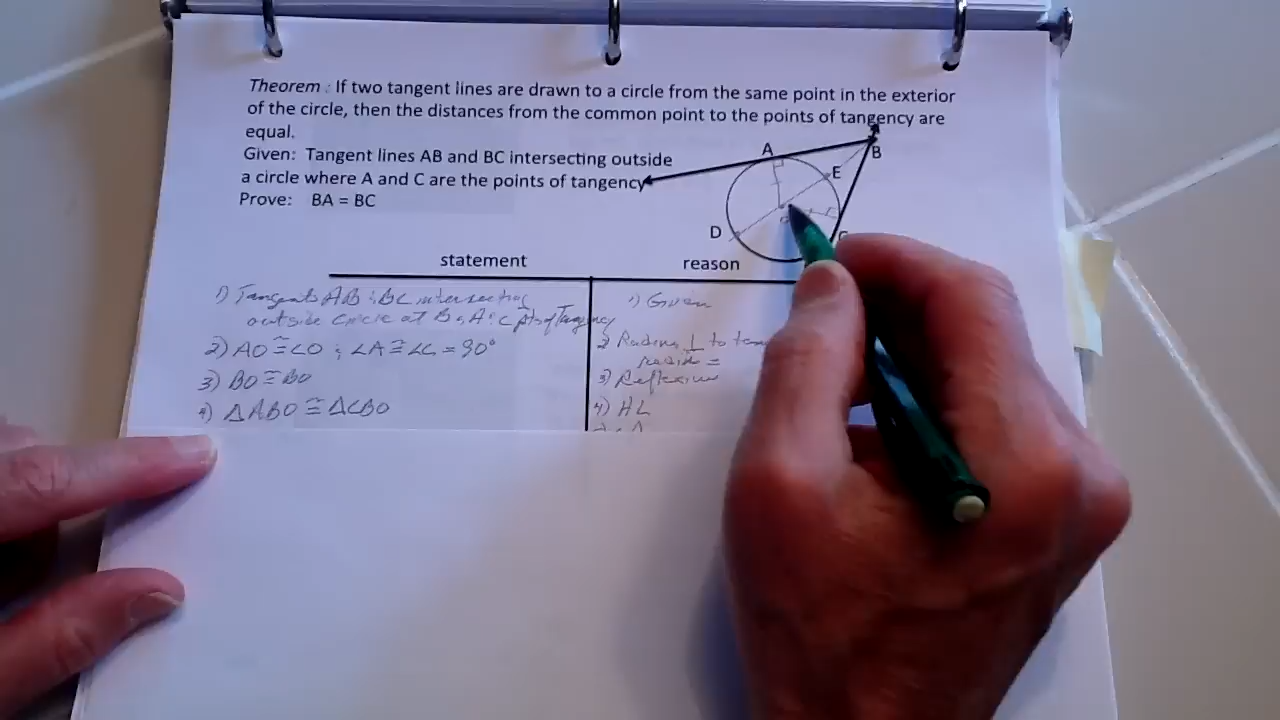 Theorem : If two tangent lines are drawn to a circle from the same point in the exterior
of the circle, then the distances from the common point to the points of tangency are
equal.
Given: Tangent lines AB and BC intersecting outside
a circle where A and C are the points of tangency
Prove: BA = BC
A
B
E
D
statement
reason
1) Tangents AB : BC intersecting
outside circle at B, A : C pts of Tangency
1) Given
2) AO ≅ CO ; ∠A ≅ ∠C = 90°
2 Radius ⊥ to
radii =
3) BO ≅ BO
3) Reflexive
4) △ABO ≅ △CBO
4) HL